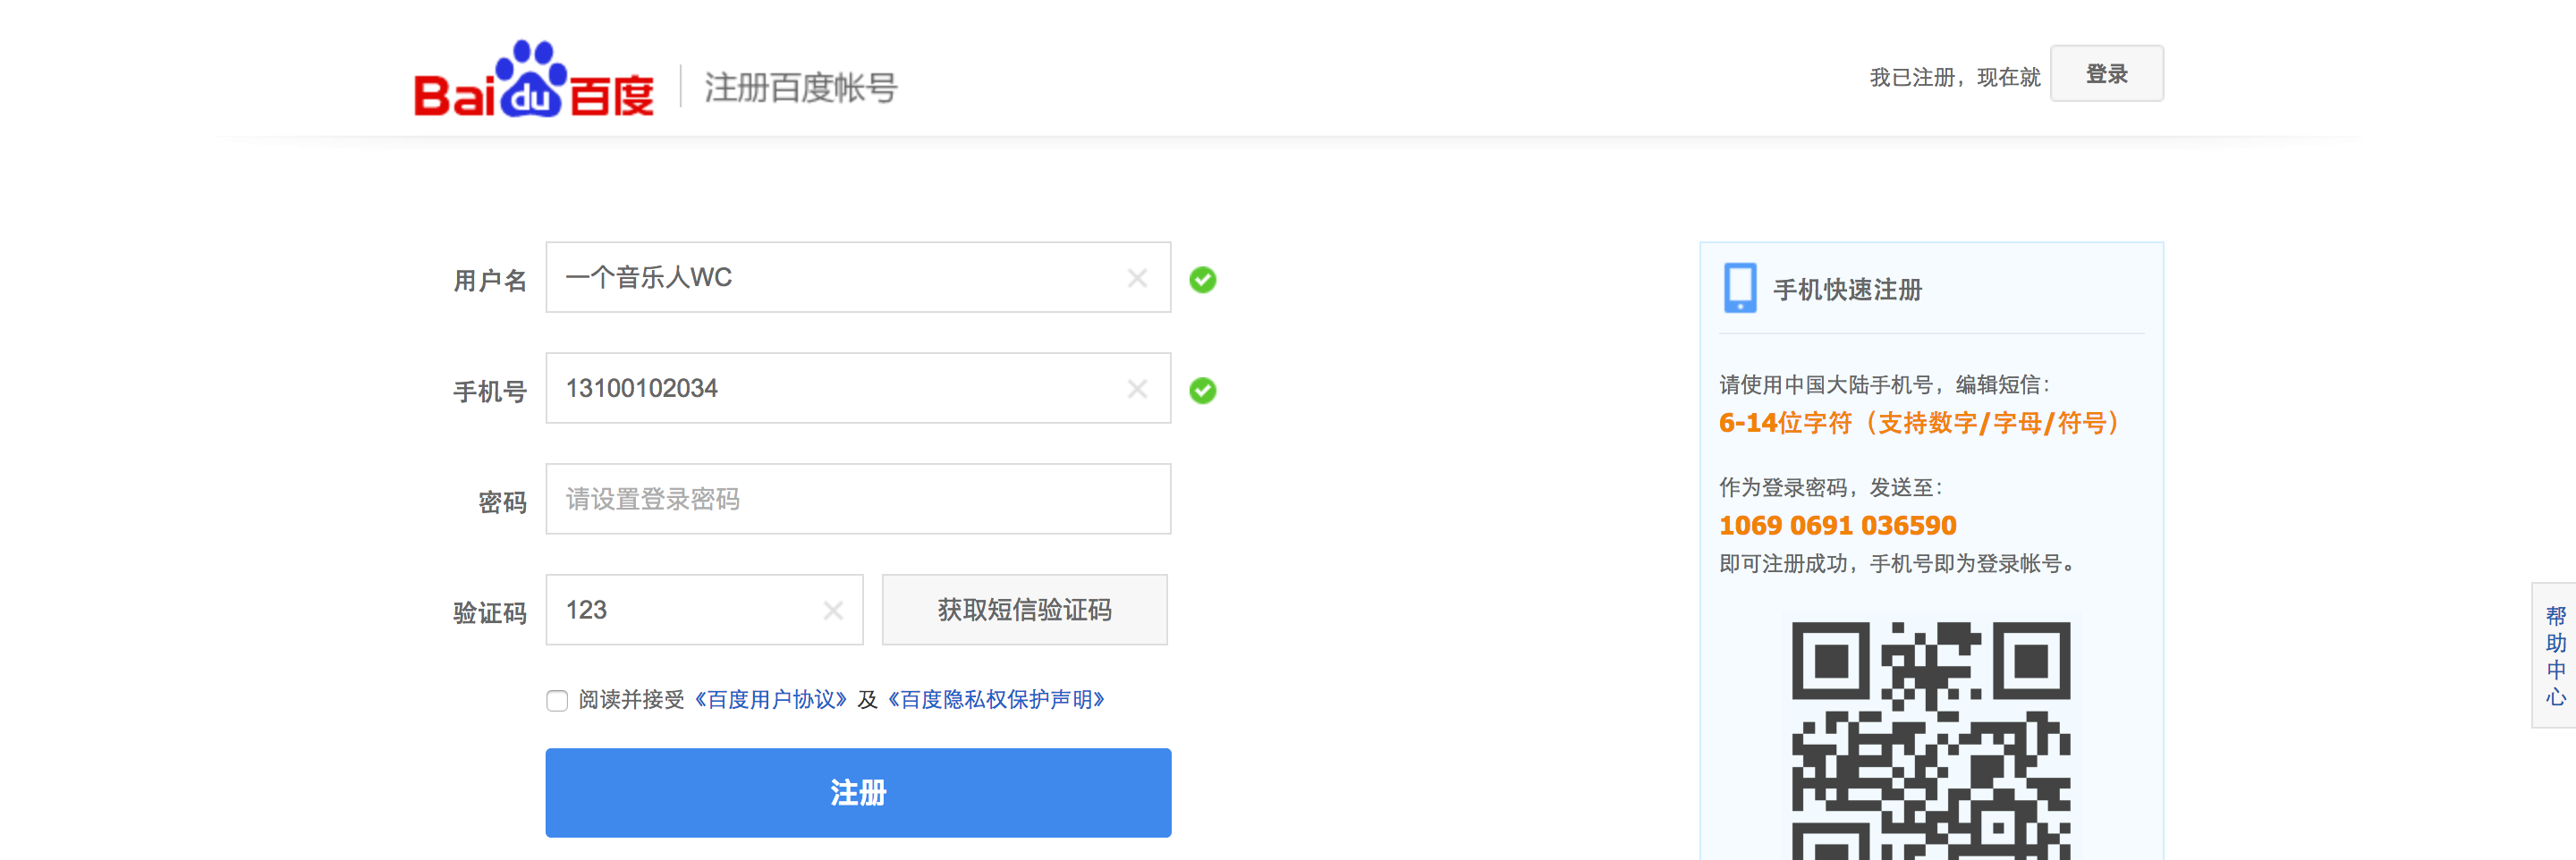 Baidu百度 注册百度帐号
我已注册，现在就 登录
用户名 一个音乐人WC
手机号 13100102034
密码 请设置登录密码
验证码 123 获取短信验证码
阅读并接受《百度用户协议》及《百度隐私权保护声明》
注册
手机快速注册
请使用中国大陆手机号，编辑短信：
6-14位字符（支持数字/字母/符号）
作为登录密码，发送至：
1069 0691 036590
即可注册成功，手机号即为登录帐号。
帮助中心